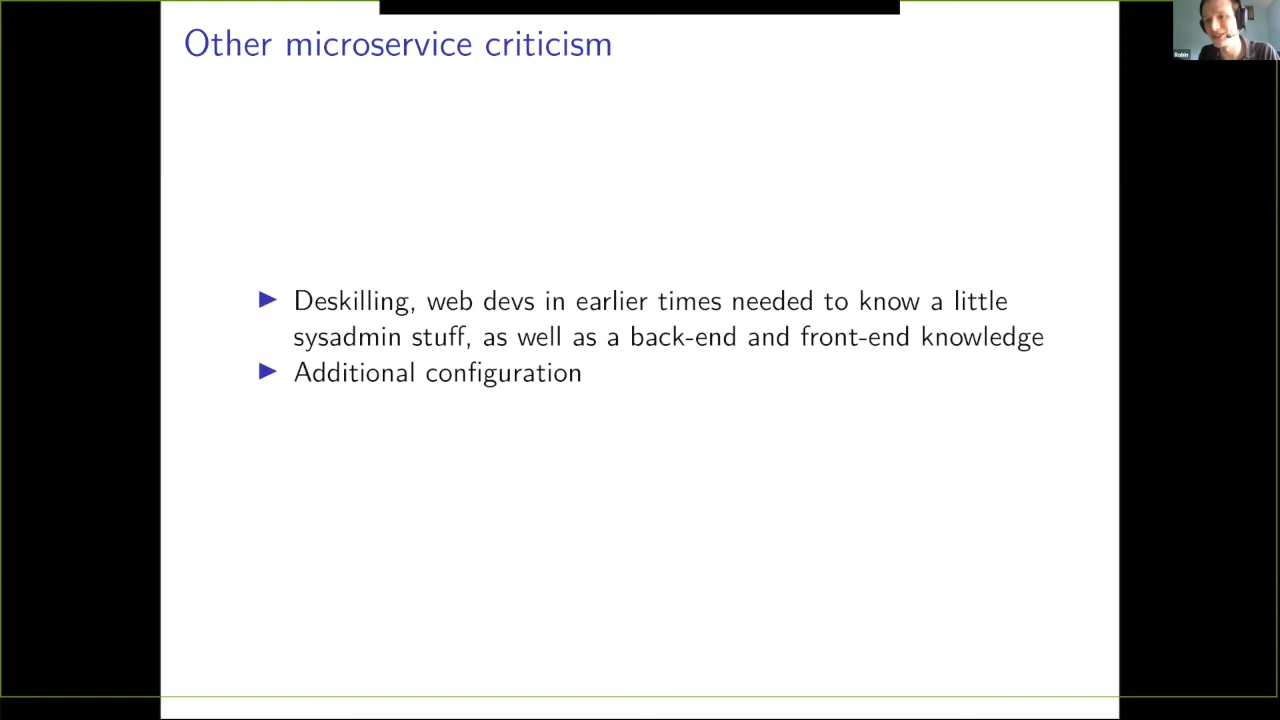 Other microservice criticism
Robin
Deskilling, web devs in earlier times needed to know a little
sysadmin stuff, as well as a back-end and front-end knowledge
Additional configuration